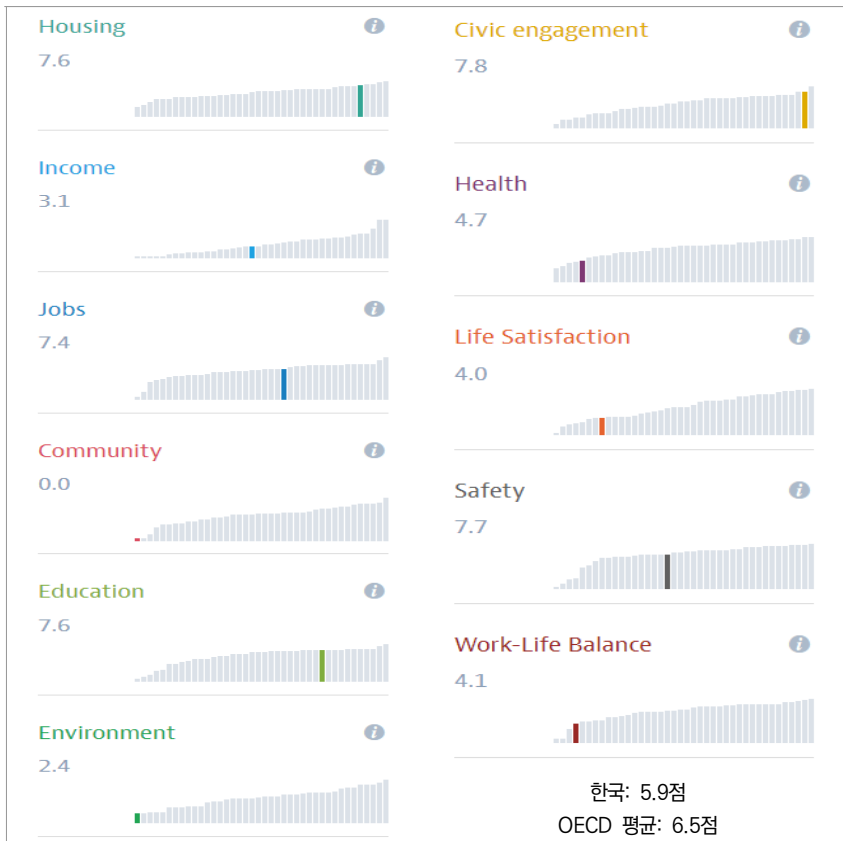 Housing
7.6
Income
3.1
Jobs
7.4
Community
0.0
Education
7.6
Environment
2.4
Civic engagement
7.8
Health
4.7
Life Satisfaction
4.0
Safety
7.7
Work-Life Balance
4.1
한국: 5.9점
OECD 평균: 6.5점